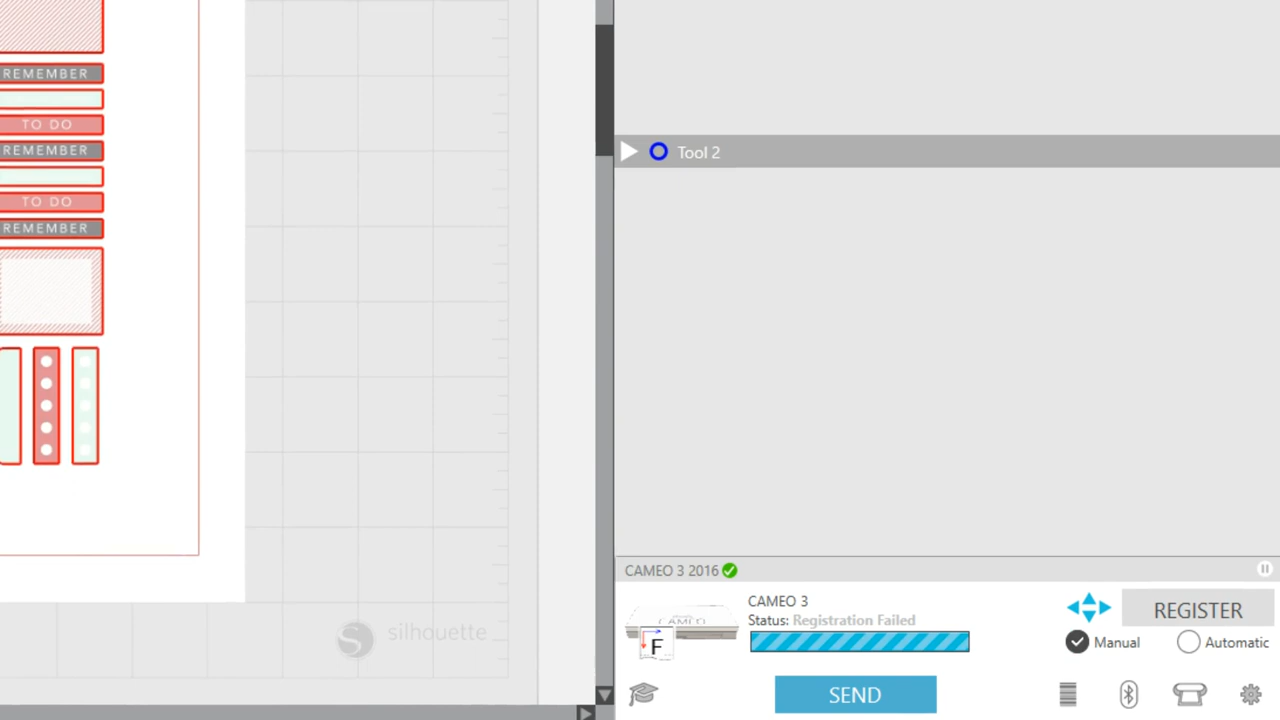 REMEMBER
TO DO
REMEMBER
TO DO
REMEMBER
silhouette
Tool 2
CAMEO 3 2016
CAMEO
CAMEO 3
Status: Registration Failed
F
REGISTER
Manual
Automatic
SEND